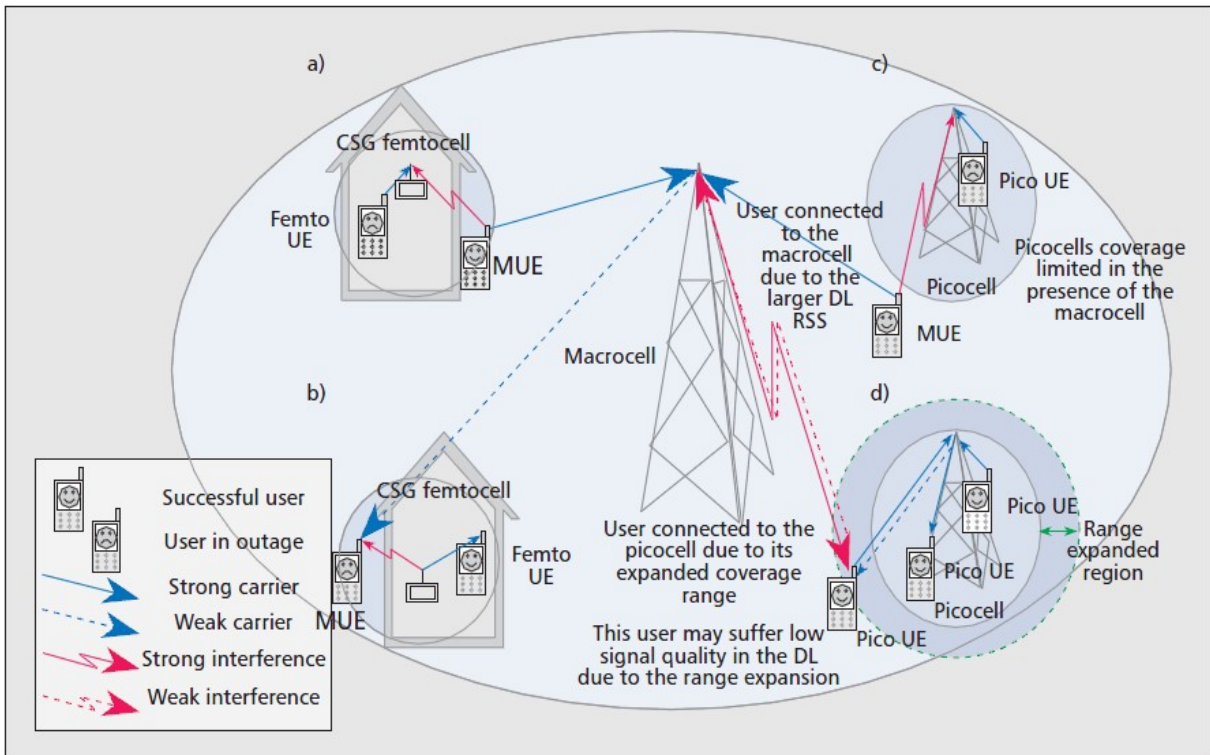 a)
CSG femtocell
Femto
UE
MUE
c)
Pico UE
Picocells coverage
limited in the
presence of the
macrocell
Picocell
MUE
User connected
to the
macrocell
due to the
larger DL
RSS
Macrocell
b)
CSG femtocell
Femto
UE
MUE
d)
Pico UE
Pico UE
Picocell
Pico UE
Range
expanded
region
User connected to the
picocell due to its
expanded coverage
range
This user may suffer low
signal quality in the DL
due to the range expansion
Successful user
User in outage
Strong carrier
Weak carrier
Strong interference
Weak interference